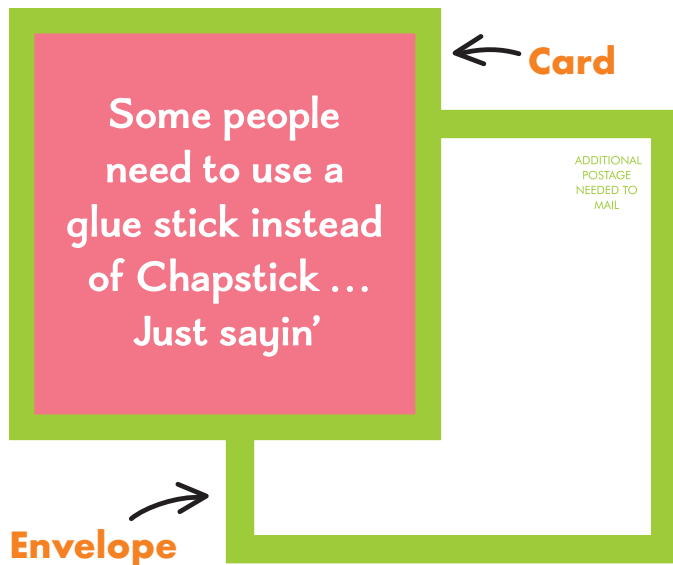 Some people
need to use a
glue stick instead
of Chapstick ...
Just sayin’
Card
ADDITIONAL
POSTAGE
NEEDED TO
MAIL
Envelope